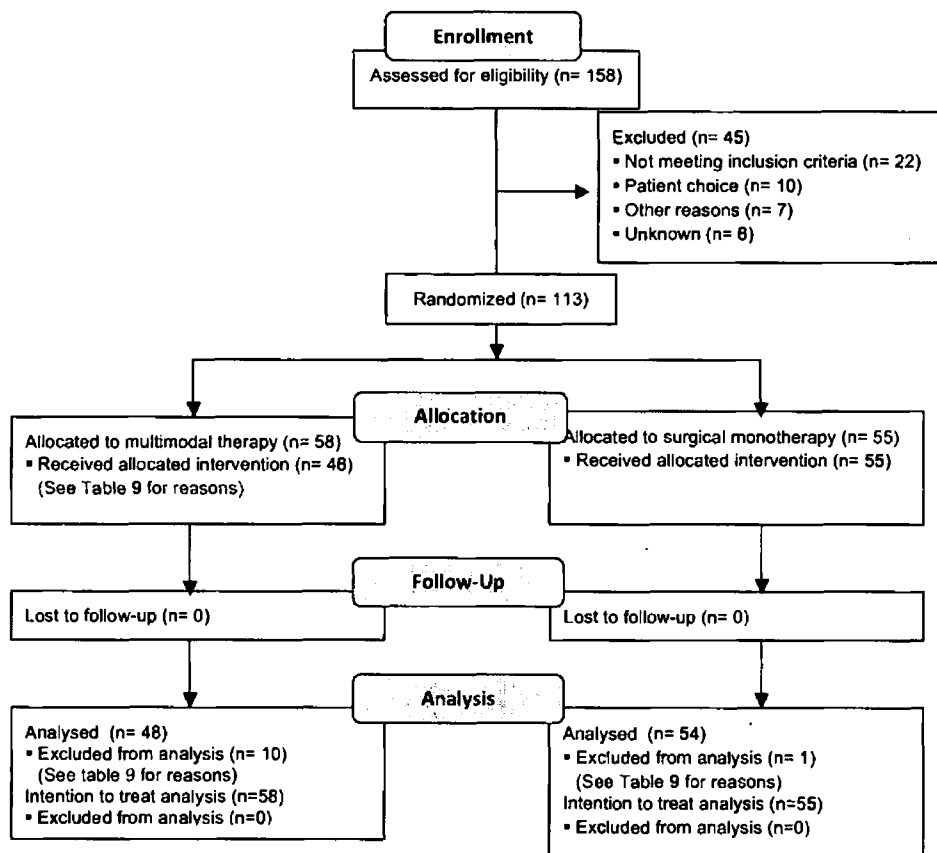 Enrollment
Assessed for eligibility (n= 158)
Excluded (n= 45)
▪ Not meeting inclusion criteria (n= 22)
▪ Patient choice (n= 10)
▪ Other reasons (n= 7)
▪ Unknown (n= 6)
Randomized (n= 113)
Allocation
Allocated to multimodal therapy (n= 58)
▪ Received allocated intervention (n= 48)
(See Table 9 for reasons)
Allocated to surgical monotherapy (n= 55)
▪ Received allocated intervention (n= 55)
Follow-Up
Lost to follow-up (n= 0)
Lost to follow-up (n= 0)
Analysis
Analysed (n= 48)
▪ Excluded from analysis (n= 10)
(See table 9 for reasons)
Intention to treat analysis (n=58)
▪ Excluded from analysis (n=0)
Analysed (n= 54)
▪ Excluded from analysis (n= 1)
(See Table 9 for reasons)
Intention to treat analysis (n=55)
▪ Excluded from analysis (n=0)